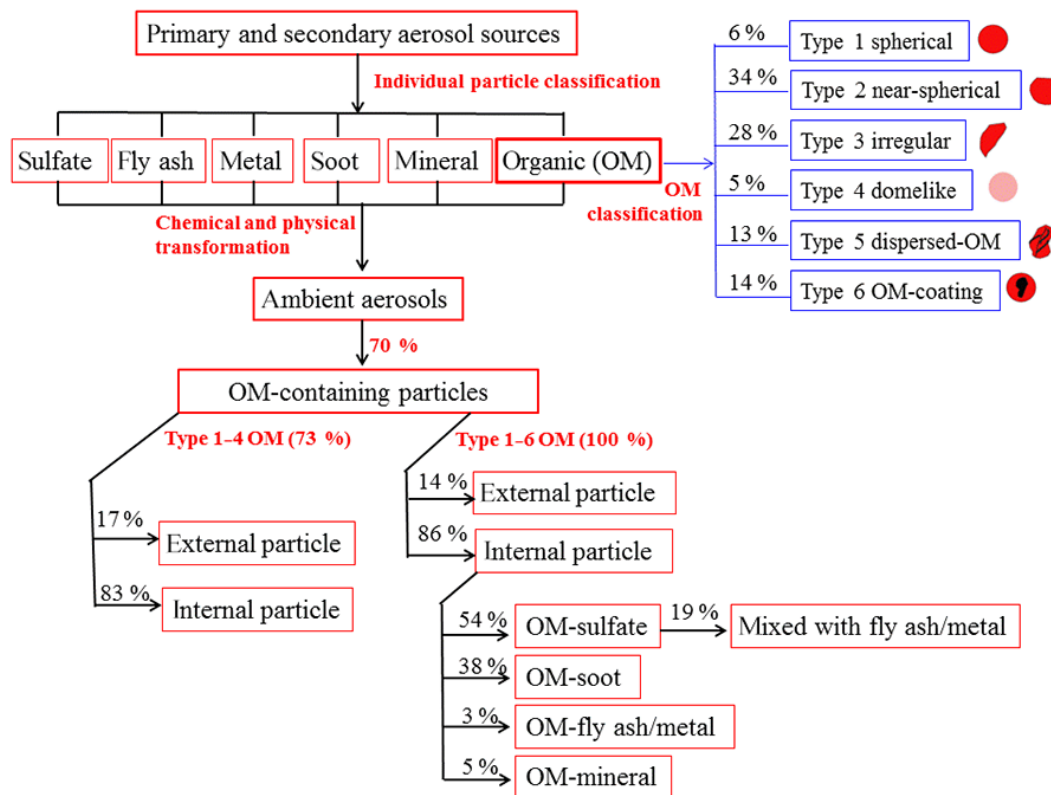 Primary and secondary aerosol sources
Individual particle classification
Sulfate
Fly ash
Metal
Soot
Mineral
Organic (OM)
OM
classification
6 %
Type 1 spherical
34 %
Type 2 near-spherical
28 %
Type 3 irregular
5 %
Type 4 domelike
13 %
Type 5 dispersed-OM
14 %
Type 6 OM-coating
Chemical and physical
transformation
Ambient aerosols
70 %
OM-containing particles
Type 1-4 OM (73 %)
17 %
External particle
83 %
Internal particle
Type 1-6 OM (100 %)
14 %
External particle
86 %
Internal particle
54 %
OM-sulfate
19 %
Mixed with fly ash/metal
38 %
OM-soot
3 %
OM-fly ash/metal
5 %
OM-mineral